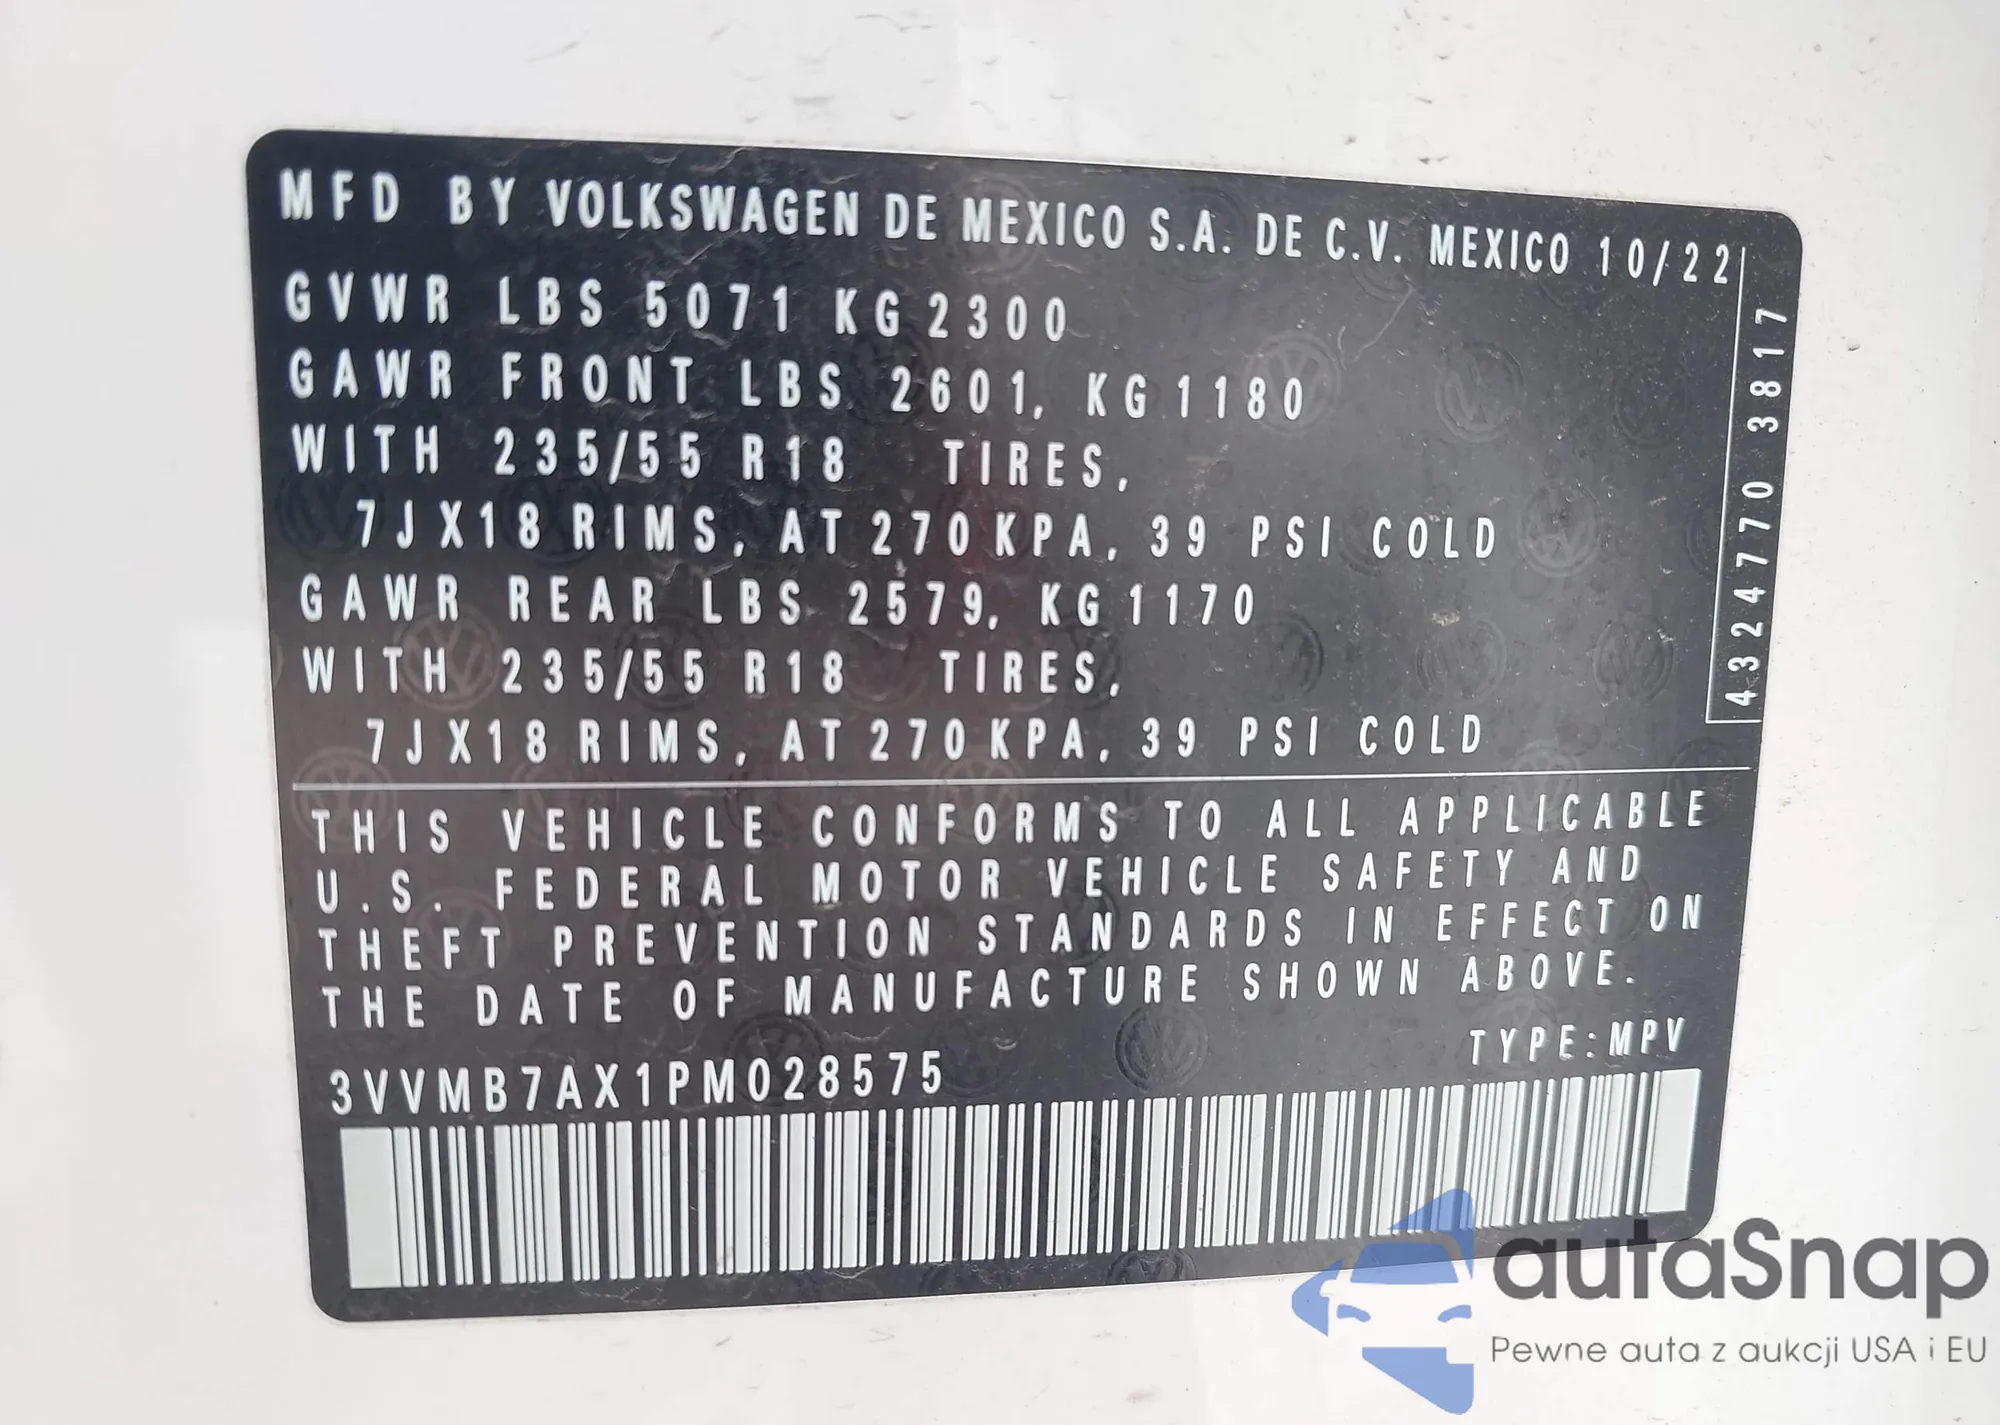 MFD BY VOLKSWAGEN DE MEXICO S.A. DE C.V. MEXICO 10/22
GVWR LBS 5071 KG 2300
GAWR FRONT LBS 2601, KG 1180
WITH 235/55 R18 TIRES,
7JX18 RIMS, AT 270 KPA, 39 PSI COLD
GAWR REAR LBS 2579, KG 1170
WITH 235/55 R18 TIRES,
7JX18 RIMS, AT 270 KPA, 39 PSI COLD
4324770 3817
THIS VEHICLE CONFORMS TO ALL APPLICABLE
U.S. FEDERAL MOTOR VEHICLE SAFETY AND
THEFT PREVENTION STANDARDS IN EFFECT ON
THE DATE OF MANUFACTURE SHOWN ABOVE.
TYPE:MPV
3VVMB7AX1PM028575
autaSnap
Pewne auta z aukcji USA i EU